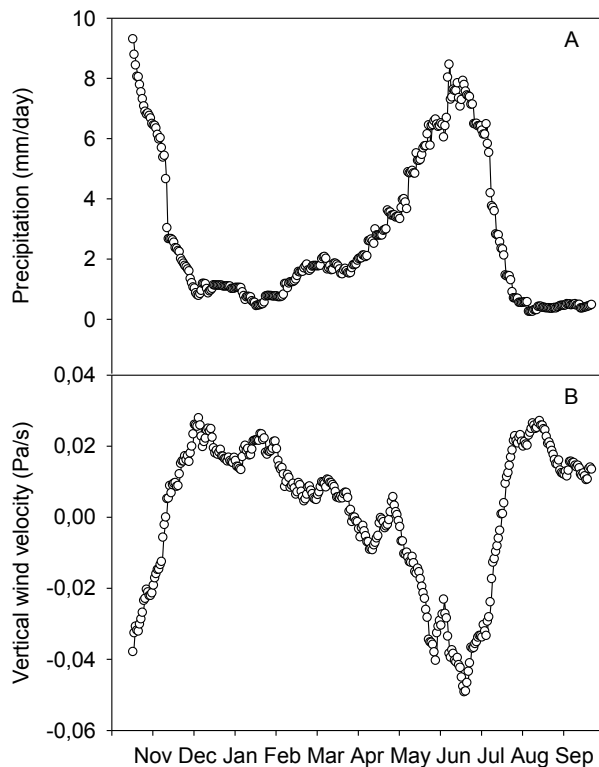 A
Precipitation (mm/day)
10
8
6
4
2
0
B
Vertical wind velocity (Pa/s)
0,04
0,02
0,00
-0,02
-0,04
-0,06
Nov Dec Jan Feb Mar Apr May Jun Jul Aug Sep